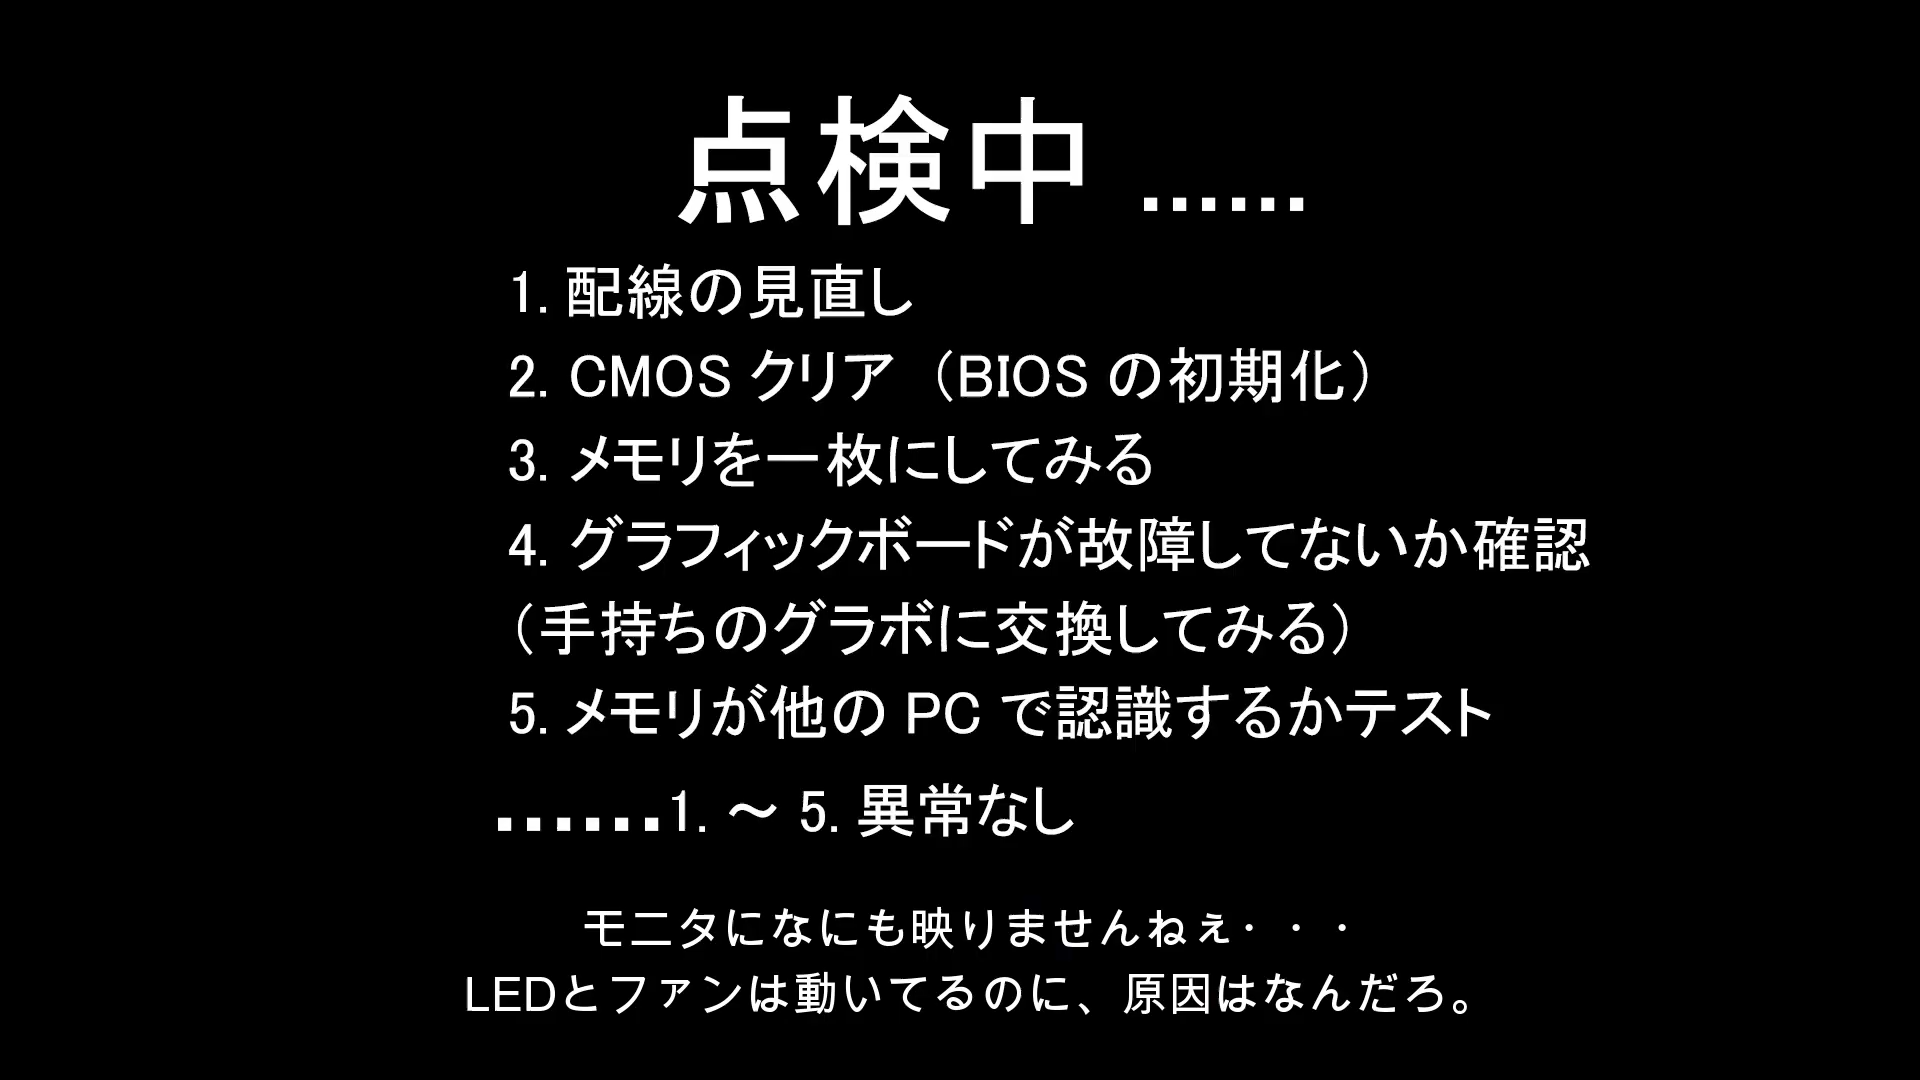 点検中 ......
1. 配線の見直し
2. CMOS クリア（BIOS の初期化）
3. メモリを一枚にしてみる
4. グラフィックボードが故障してないか確認
（手持ちのグラボに交換してみる）
5. メモリが他の PC で認識するかテスト
......1. ～ 5. 異常なし
モニタになにも映りませんねぇ・・・
LEDとファンは動いてるのに、原因はなんだろ。